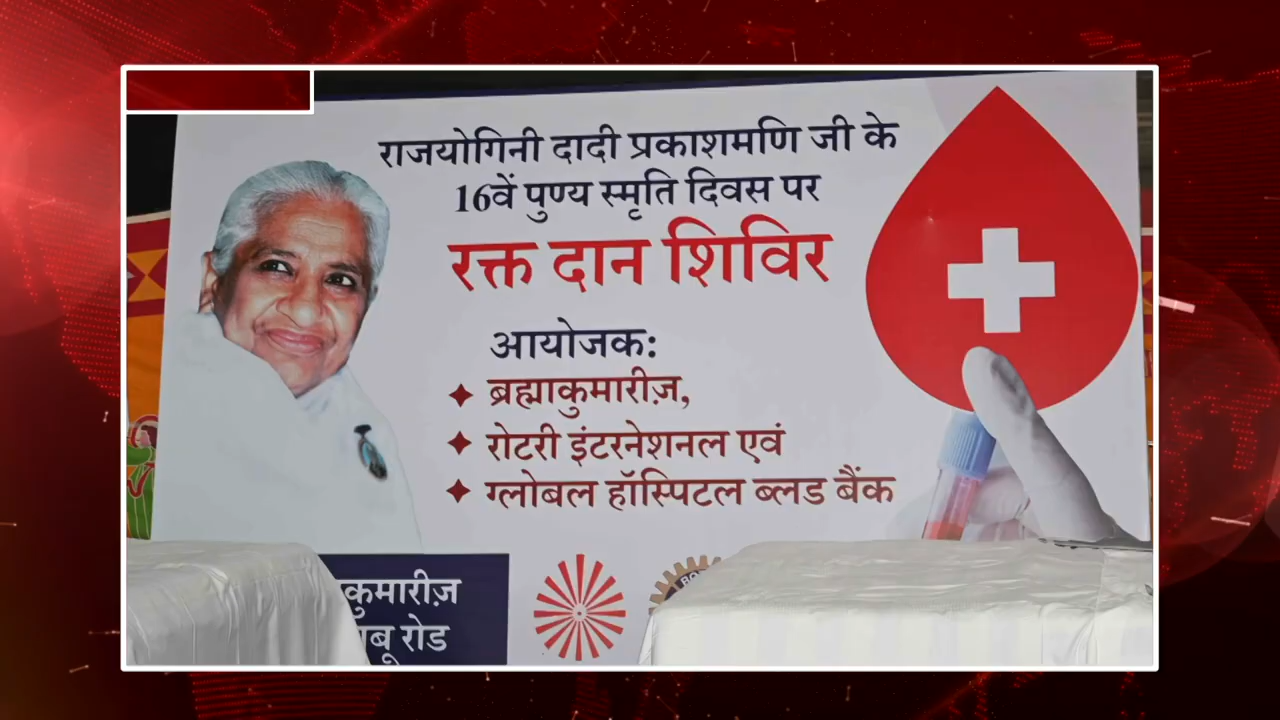 राजयोगिनी दादी प्रकाशमणि जी के
16वें पुण्य स्मृति दिवस पर
रक्त दान शिविर
आयोजक:
ब्रह्माकुमारीज़,
रोटरी इंटरनेशनल एवं
ग्लोबल हॉस्पिटल ब्लड बैंक
कुमारीज़
रोड